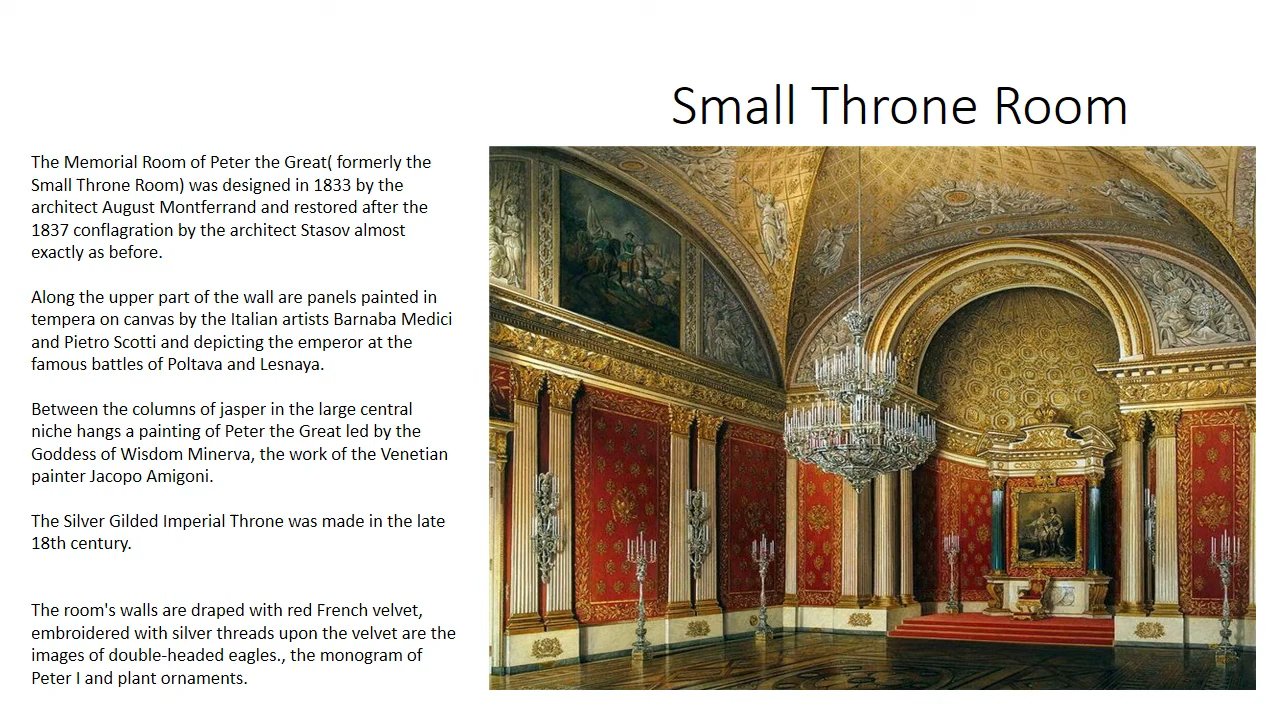 Small Throne Room
The Memorial Room of Peter the Great( formerly the
Small Throne Room) was designed in 1833 by the
architect August Montferrand and restored after the
1837 conflagration by the architect Stasov almost
exactly as before.
Along the upper part of the wall are panels painted in
tempera on canvas by the Italian artists Barnaba Medici
and Pietro Scotti and depicting the emperor at the
famous battles of Poltava and Lesnaya.
Between the columns of jasper in the large central
niche hangs a painting of Peter the Great led by the
Goddess of Wisdom Minerva, the work of the Venetian
painter Jacopo Amigoni.
The Silver Gilded Imperial Throne was made in the late
18th century.
The room's walls are draped with red French velvet,
embroidered with silver threads upon the velvet are the
images of double-headed eagles., the monogram of
Peter I and plant ornaments.